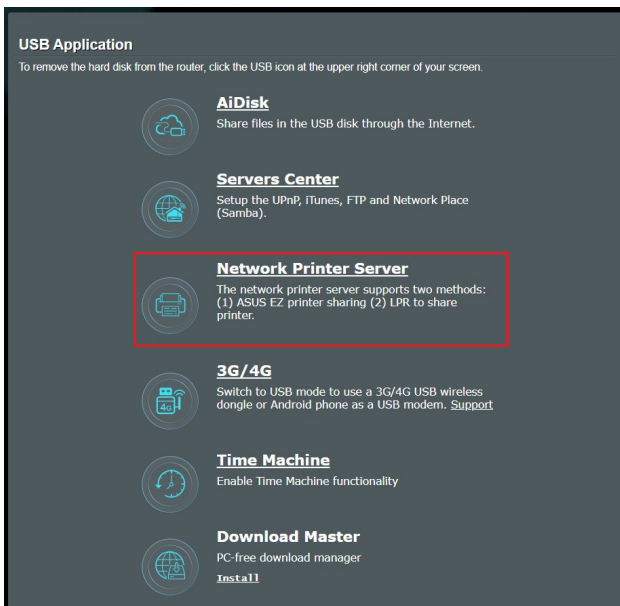 USB Application
To remove the hard disk from the router, click the USB icon at the upper right corner of your screen.
AiDisk
Share files in the USB disk through the Internet.
Servers Center
Setup the UPnP, iTunes, FTP and Network Place
(Samba).
Network Printer Server
The network printer server supports two methods:
(1) ASUS EZ printer sharing (2) LPR to share
printer.
3G/4G
Switch to USB mode to use a 3G/4G USB wireless
dongle or Android phone as a USB modem. Support
4G
Time Machine
Enable Time Machine functionality
Download Master
PC-free download manager
Install